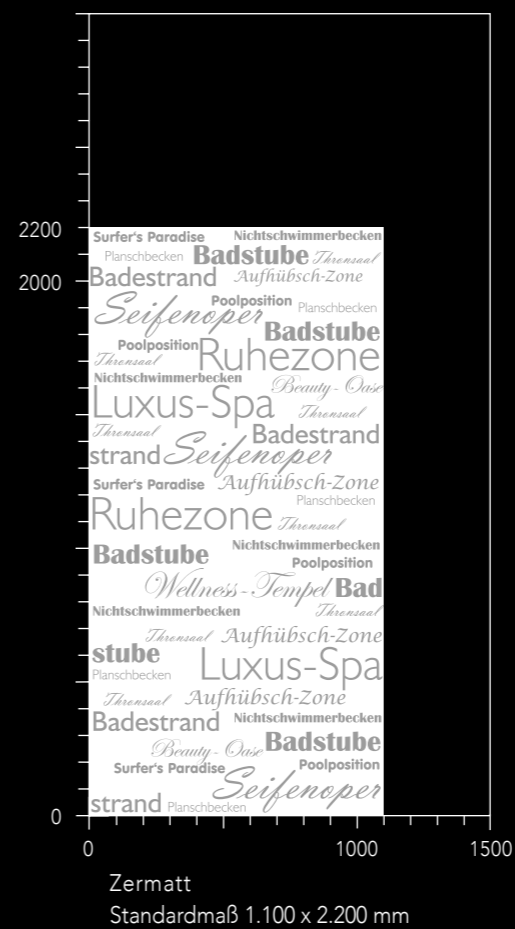 2200
Surfer's Paradise Nichtschwimmerbecken
Planschbecken Badstube Thronsaal
2000
Badestrand Aufhübsch-Zone
Seifenoper Poolposition Planschbecken
Badstube
Poolposition Ruhezone
Thronsaal
Nichtschwimmerbecken Beauty - Oase
Luxus-Spa Thronsaal
Thronsaal Badestrand
strand Seifenoper
Surfer's Paradise Aufhübsch-Zone
Planschbecken
Ruhezone Thronsaal
Badstube Nichtschwimmerbecken
Poolposition
Wellness-Tempel Bad
Nichtschwimmerbecken Thronsaal
Thronsaal Aufhübsch-Zone
stube Luxus-Spa
Planschbecken
Thronsaal Aufhübsch-Zone
Badestrand Nichtschwimmerbecken
Beauty - Oase Badstube
Surfer's Paradise Poolposition
Seifenoper
strand Planschbecken
0
0 1000 1500
Zermatt
Standardmaß 1.100 x 2.200 mm